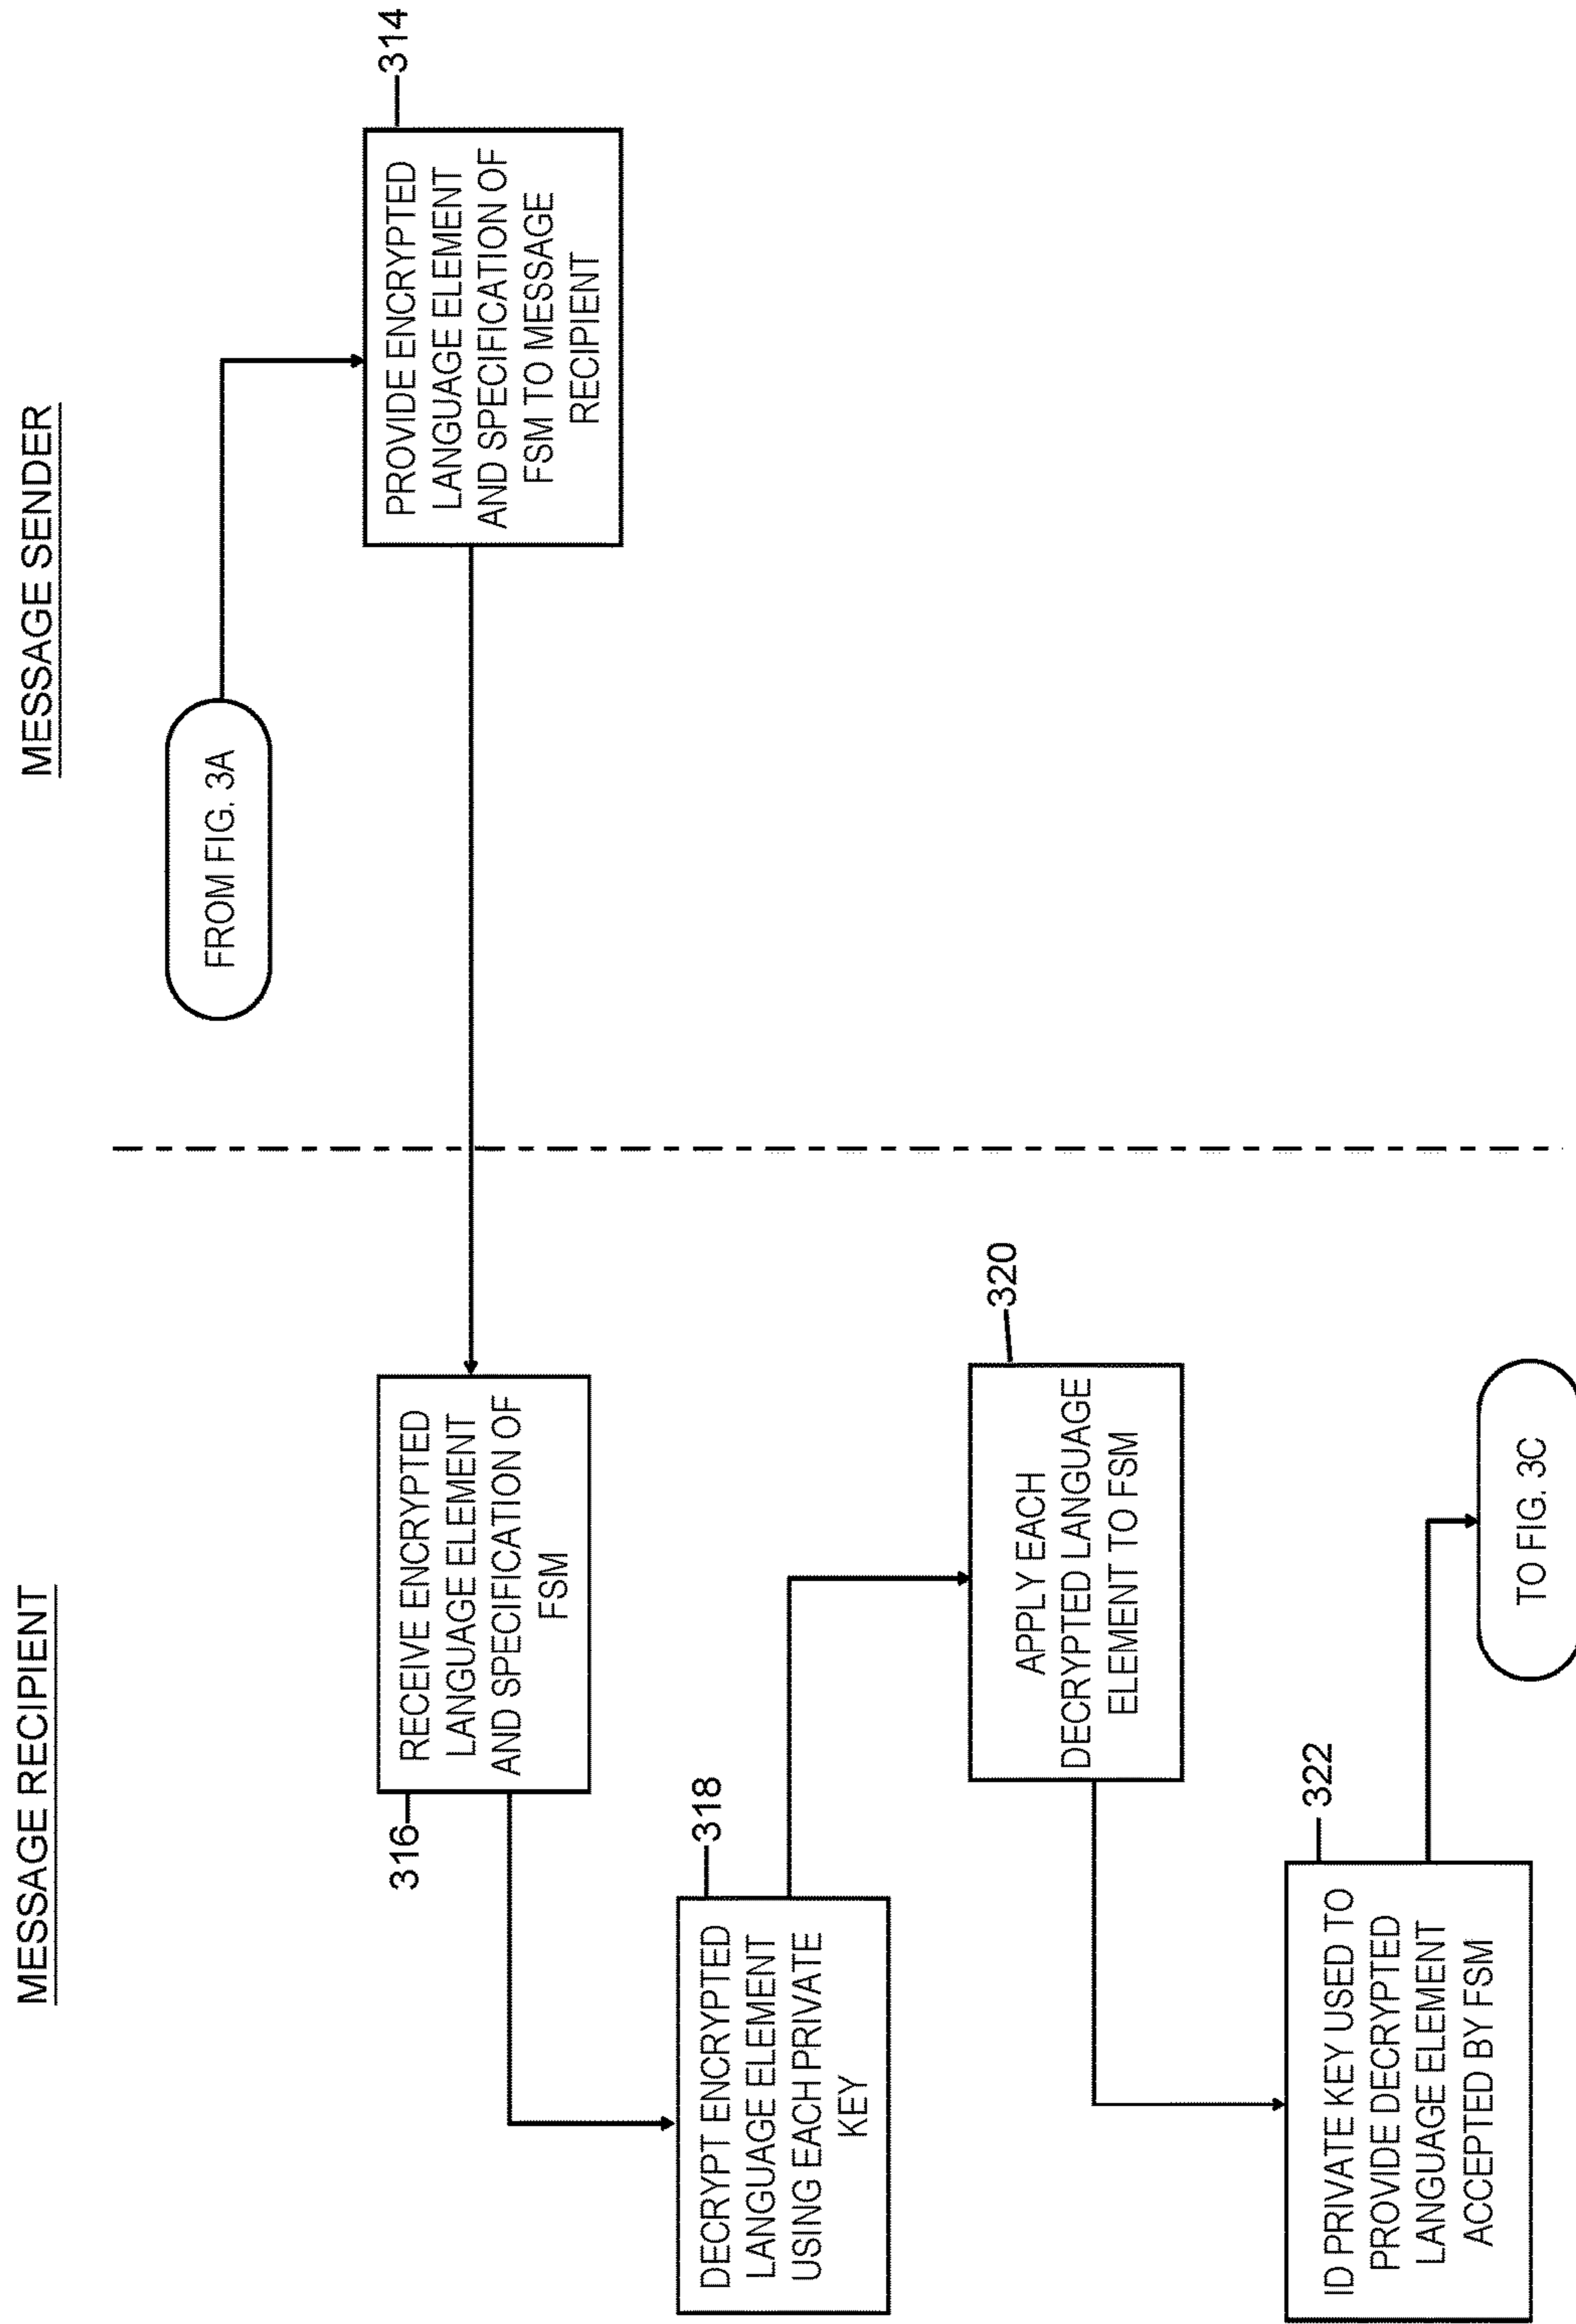 MESSAGE RECIPIENT
MESSAGE SENDER
FROM FIG. 3A
314
PROVIDE ENCRYPTED
LANGUAGE ELEMENT
AND SPECIFICATION OF
FSM TO MESSAGE
RECIPIENT
316
RECEIVE ENCRYPTED
LANGUAGE ELEMENT
AND SPECIFICATION OF
FSM
318
DECRYPT ENCRYPTED
LANGUAGE ELEMENT
USING EACH PRIVATE
KEY
320
APPLY EACH
DECRYPTED LANGUAGE
ELEMENT TO FSM
322
ID PRIVATE KEY USED TO
PROVIDE DECRYPTED
LANGUAGE ELEMENT
ACCEPTED BY FSM
TO FIG. 3C